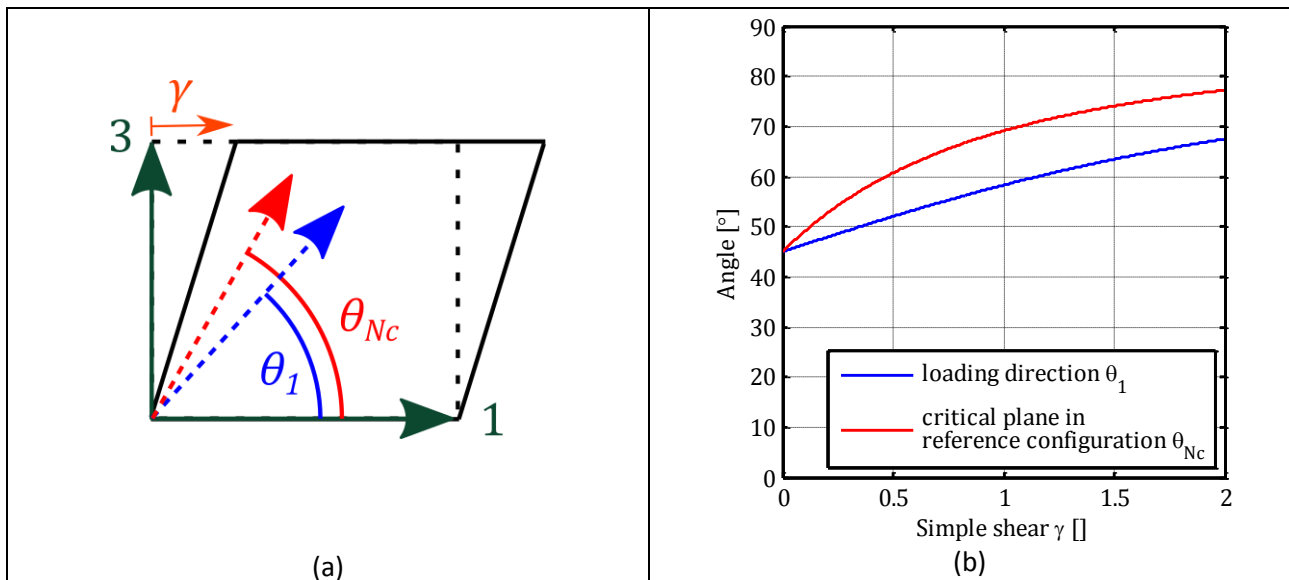 γ
3
θNc
θ1
1
(a)
90
80
70
60
50
40
30
20
10
0
Angle [°]
loading direction θ1
critical plane in
reference configuration θNc
0 0.5 1 1.5 2
Simple shear γ []
(b)